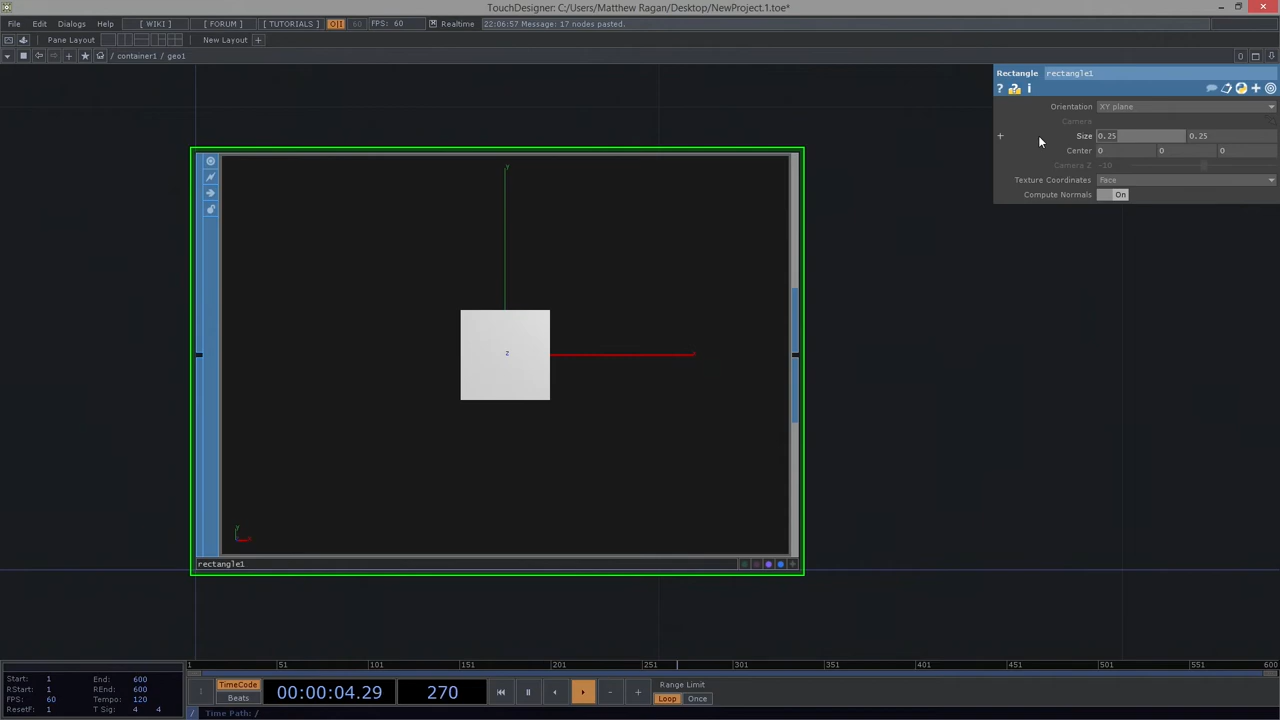 TouchDesigner: C:/Users/Matthew Ragan/Desktop/NewProject.1.toe*
File Edit Dialogs Help [ WIKI ] [ FORUM ] [ TUTORIALS ] O|I 60 FPS: 60 Realtime 22:06:57 Message: 17 nodes pasted.
Pane Layout New Layout +
/ container1 / geo1
Rectangle rectangle1
? ? i
Orientation XY plane
Camera
+ Size 0.25 0.25
Center 0 0 0
Camera Z -10
Texture Coordinates Face
Compute Normals On
y
z
x
y
rectangle1
1 51 101 151 201 251 301 351 401 451 501 551 600
Start: 1 End: 600
RStart: 1 REnd: 600
FPS: 60 Tempo: 120
ResetF: 1 T Sig: 4 4
TimeCode
Beats
00:00:04.29 270 - +
Range Limit
Loop Once
/ Time Path: /